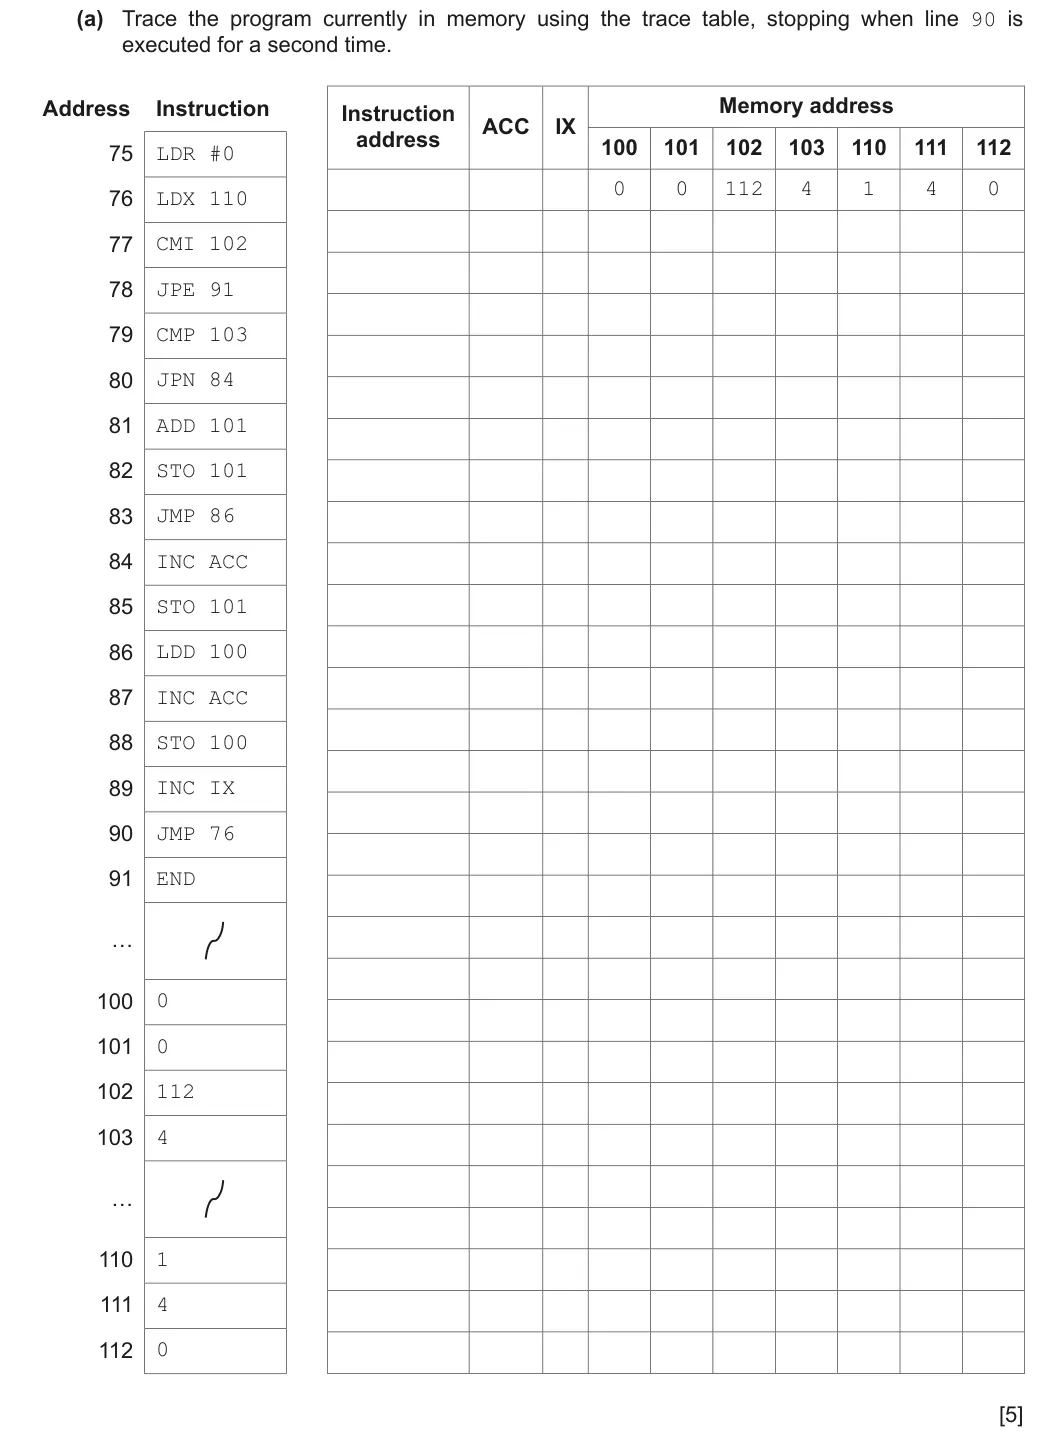 (a) Trace the program currently in memory using the trace table, stopping when line 90 is
executed for a second time.
Address Instruction
Instruction address ACC IX Memory address
100 101 102 103 110 111 112
0 0 112 4 1 4 0
75 LDR #0
76 LDX 110
77 CMI 102
78 JPE 91
79 CMP 103
80 JPN 84
81 ADD 101
82 STO 101
83 JMP 86
84 INC ACC
85 STO 101
86 LDD 100
87 INC ACC
88 STO 100
89 INC IX
90 JMP 76
91 END
...
100 0
101 0
102 112
103 4
...
110 1
111 4
112 0
[5]